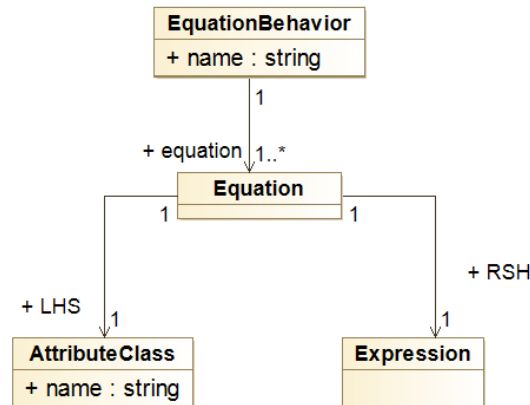 EquationBehavior
+ name : string
1
+ equation 1..*
Equation
1 1
+ RSH
+ LHS
1 1
AttributeClass Expression
+ name : string